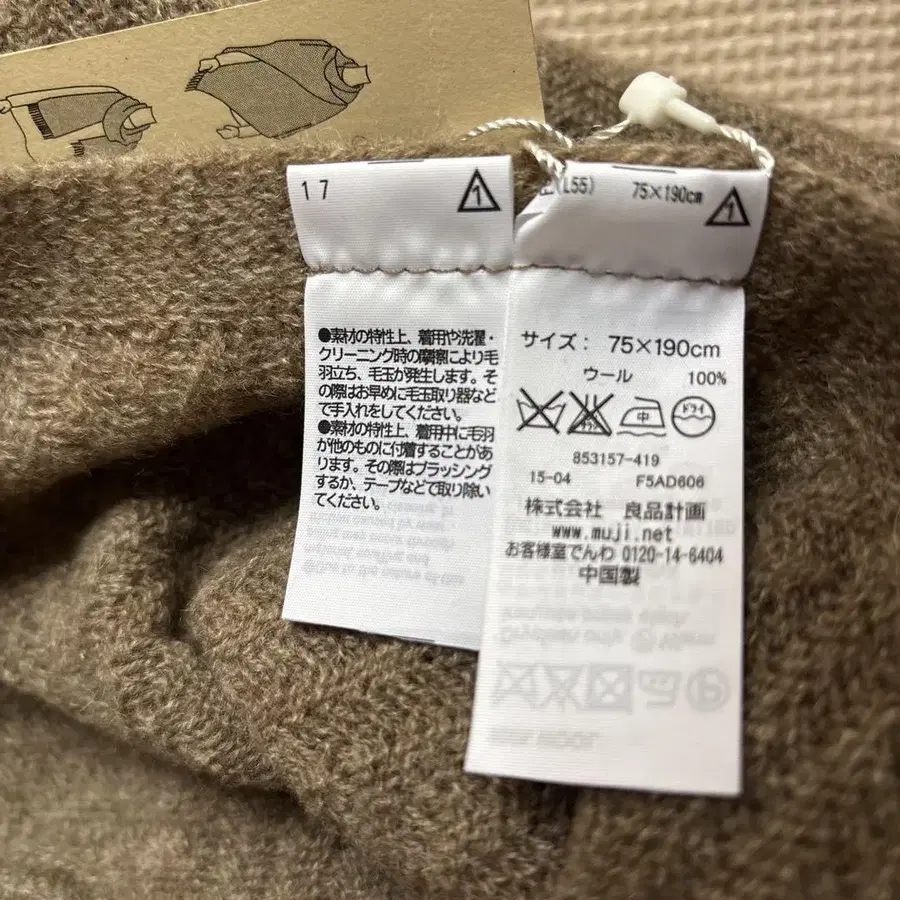 17
1
(L55) 75×190cm
1
●素材の特性上、着用や洗濯・
クリーニング時の摩擦により毛
羽立ち、毛玉が発生します。そ
の際はお早めに毛玉取り器など
で手入れをしてください。
●素材の特性上、着用中に毛羽
が他のものに付着することがあ
ります。その際はブラッシング
するか、テープなどで取り除い
てください。
サイズ: 75×190cm
ウール 100%
中 ドライ
853157-419
15-04 F5AD606
株式会社 良品計画
www.muji.net
お客様室でんわ 0120-14-6404
中国製